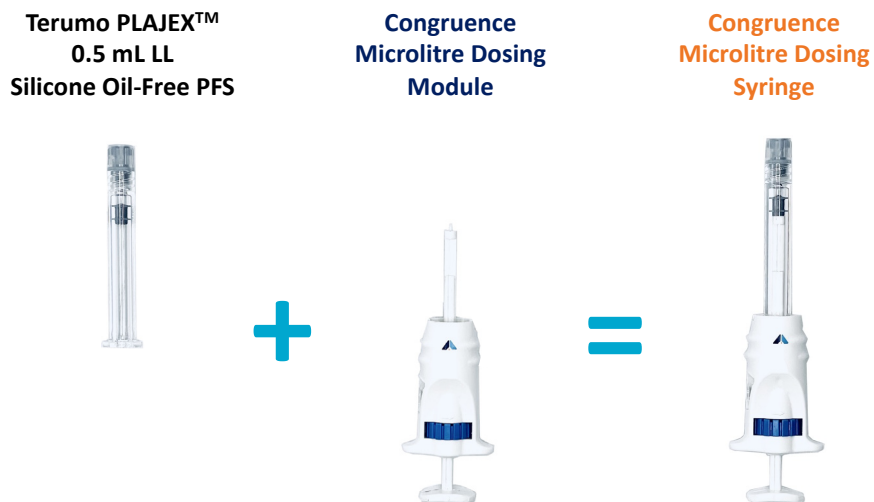 Terumo PLAJEX™
0.5 mL LL
Silicone Oil-Free PFS
Congruence
Microlitre Dosing
Module
Congruence
Microlitre Dosing
Syringe
+
=